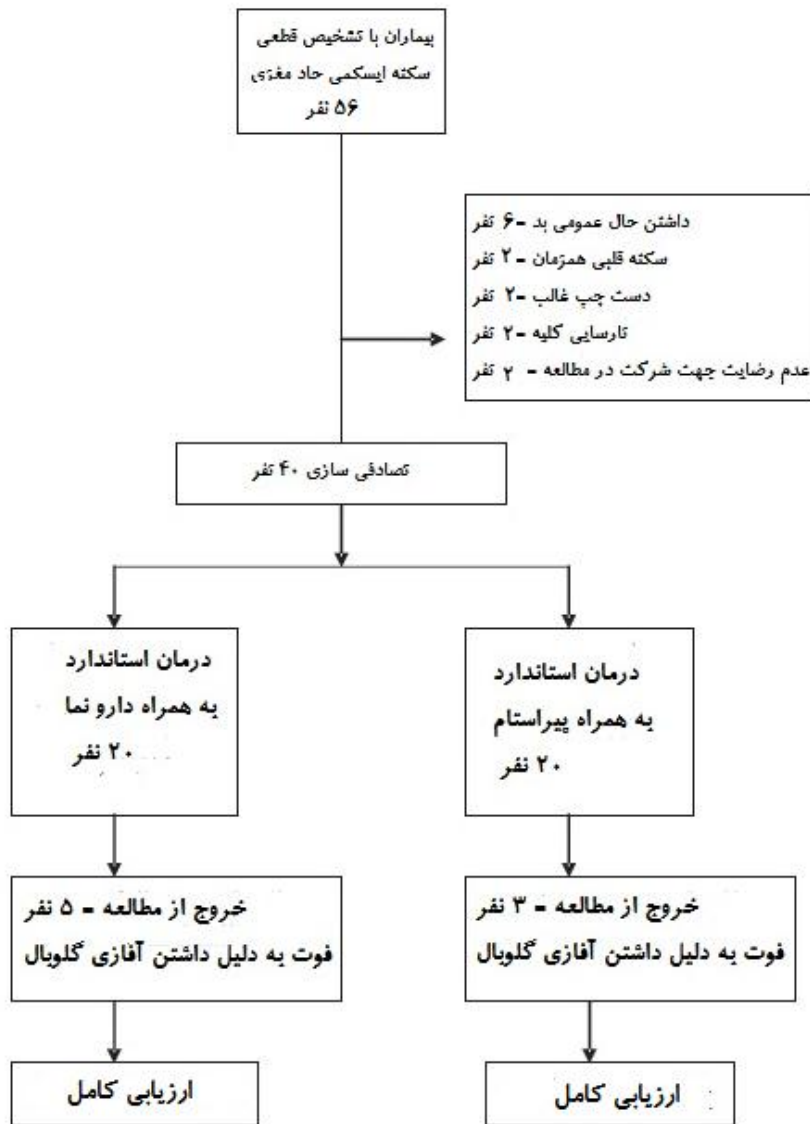 بیماران با تشخیص قطعی
سکته ایسکمی حاد مغزی
۵۶ نفر
داشتن حال عمومی بد -۶ نفر
سکته قلبی همزمان -۲ نفر
دست چپ غالب -۲ نفر
نارسایی کلیه -۲ نفر
عدم رضایت جهت شرکت در مطالعه - ۲ نفر
تصادفی سازی ۴۰ نفر
درمان استاندارد
به همراه پیراستام
۲۰ نفر
درمان استاندارد
به همراه دارو نما
۲۰ نفر
خروج از مطالعه - ۳ نفر
فوت به دلیل داشتن آفازی گلوبال
خروج از مطالعه - ۵ نفر
فوت به دلیل داشتن آفازی گلوبال
ارزیابی کامل
ارزیابی کامل